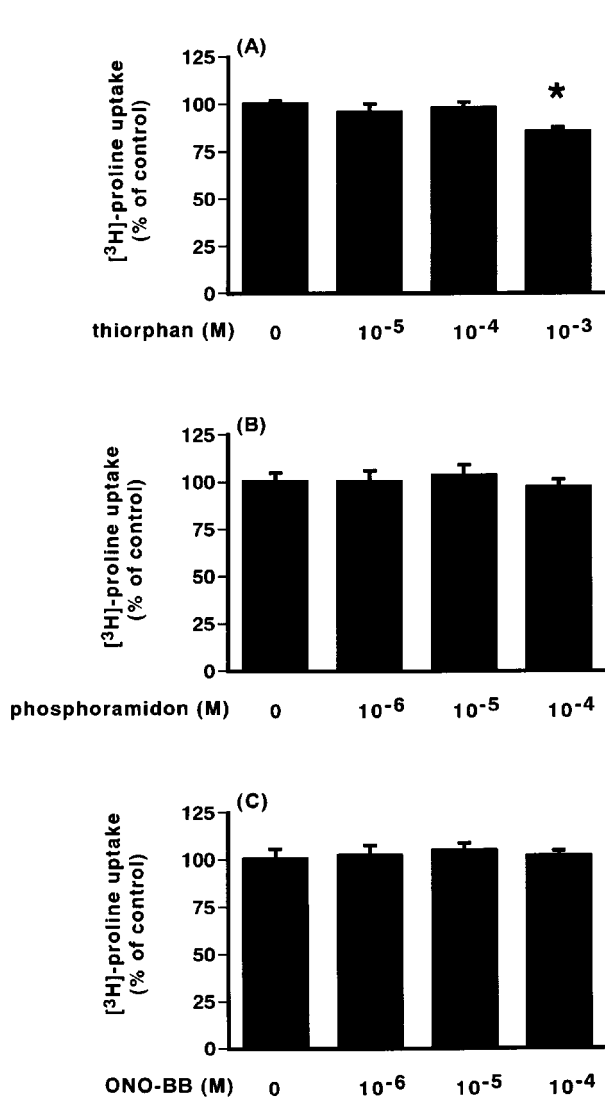 (A)
[³H]-proline uptake
(% of control)
125
100
75
50
25
0
*
thiorphan (M) 0 10⁻⁵ 10⁻⁴ 10⁻³
(B)
[³H]-proline uptake
(% of control)
125
100
75
50
25
0
phosphoramidon (M) 0 10⁻⁶ 10⁻⁵ 10⁻⁴
(C)
[³H]-proline uptake
(% of control)
125
100
75
50
25
0
ONO-BB (M) 0 10⁻⁶ 10⁻⁵ 10⁻⁴